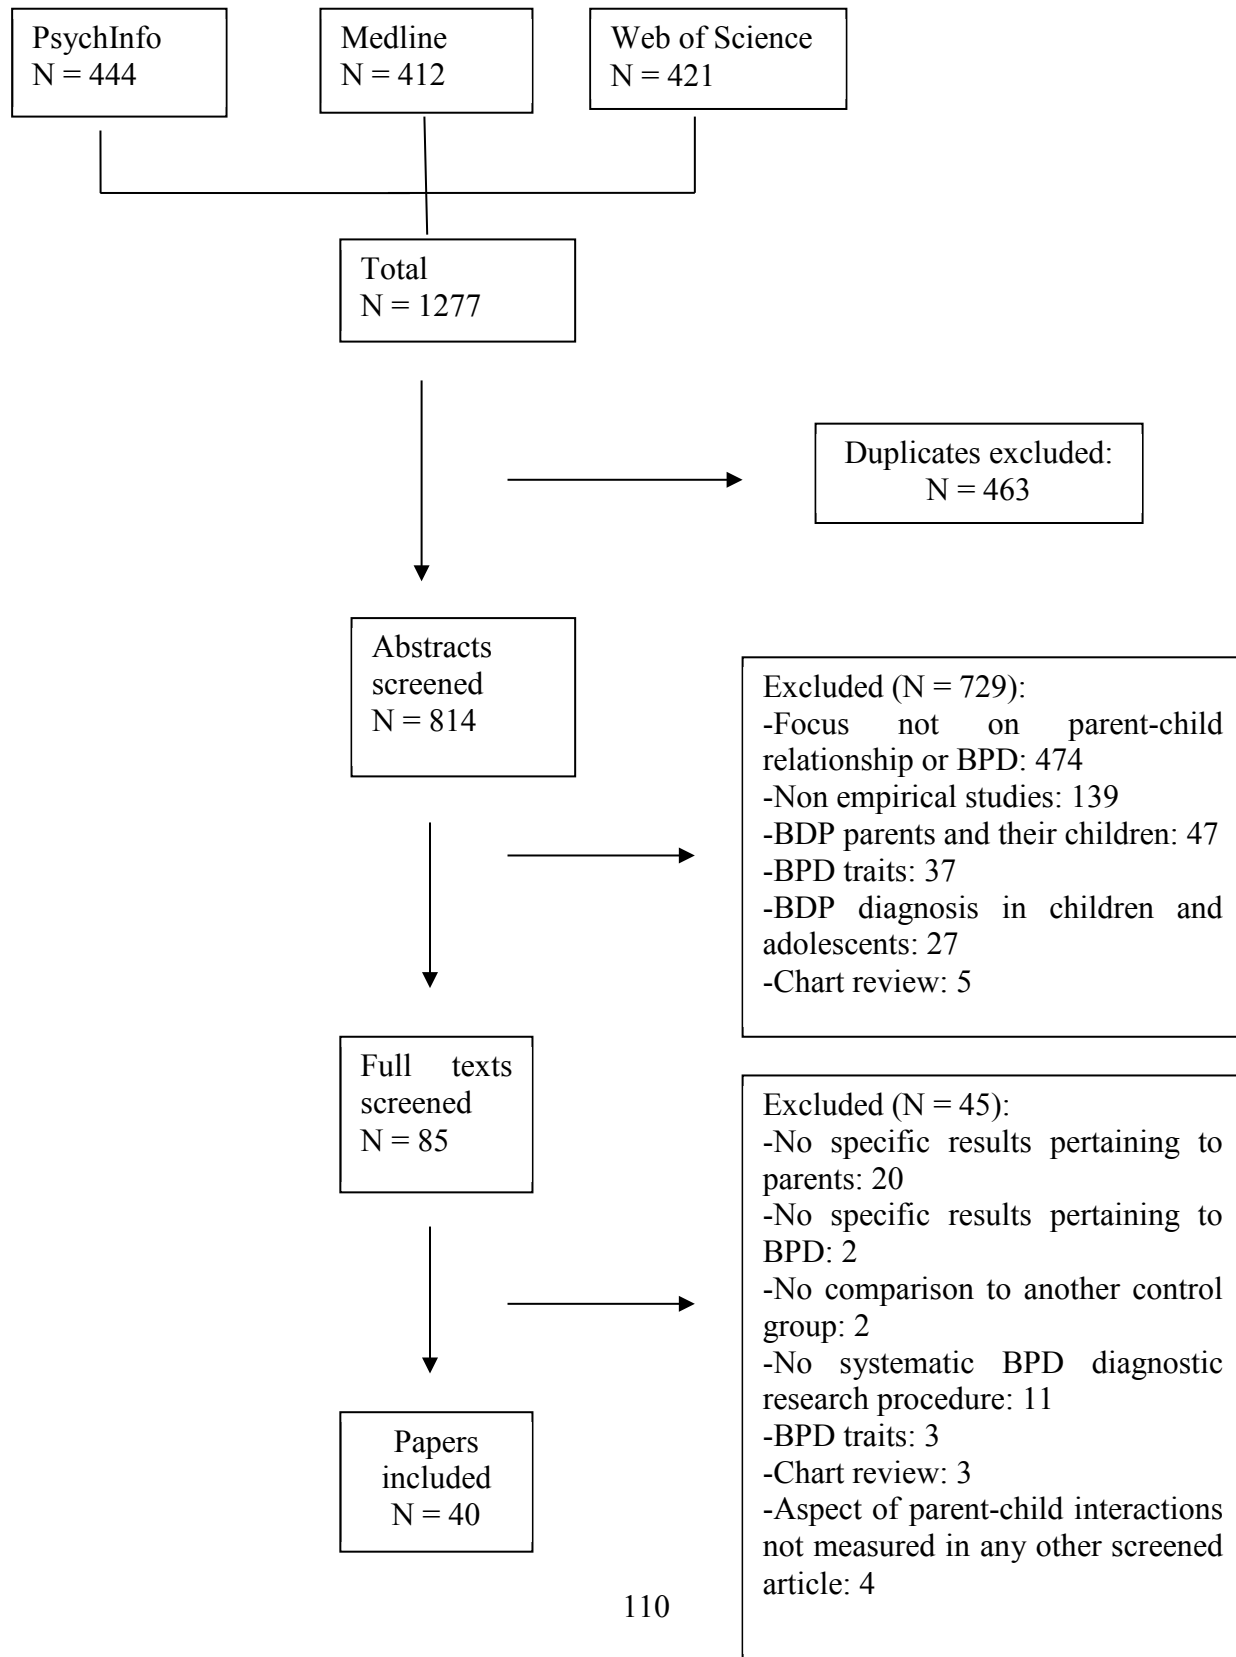 PsychInfo
N = 444
Medline
N = 412
Web of Science
N = 421
Total
N = 1277
Duplicates excluded:
N = 463
Abstracts
screened
N = 814
Excluded (N = 729):
-Focus not on parent-child
relationship or BPD: 474
-Non empirical studies: 139
-BDP parents and their children: 47
-BPD traits: 37
-BDP diagnosis in children and
adolescents: 27
-Chart review: 5
Full texts
screened
N = 85
Excluded (N = 45):
-No specific results pertaining to
parents: 20
-No specific results pertaining to
BPD: 2
-No comparison to another control
group: 2
-No systematic BPD diagnostic
research procedure: 11
-BPD traits: 3
-Chart review: 3
-Aspect of parent-child interactions
not measured in any other screened
article: 4
Papers
included
N = 40
110